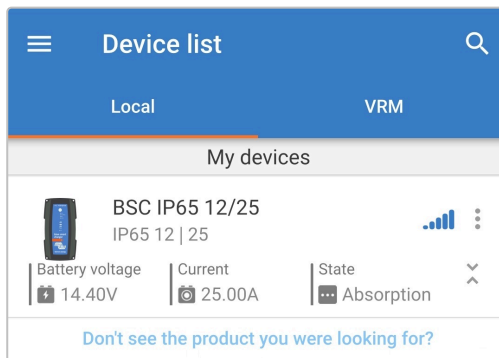 Device list
Local VRM
My devices
BSC IP65 12/25
IP65 12 | 25
Battery voltage Current State
14.40V 25.00A Absorption
Don't see the product you were looking for?